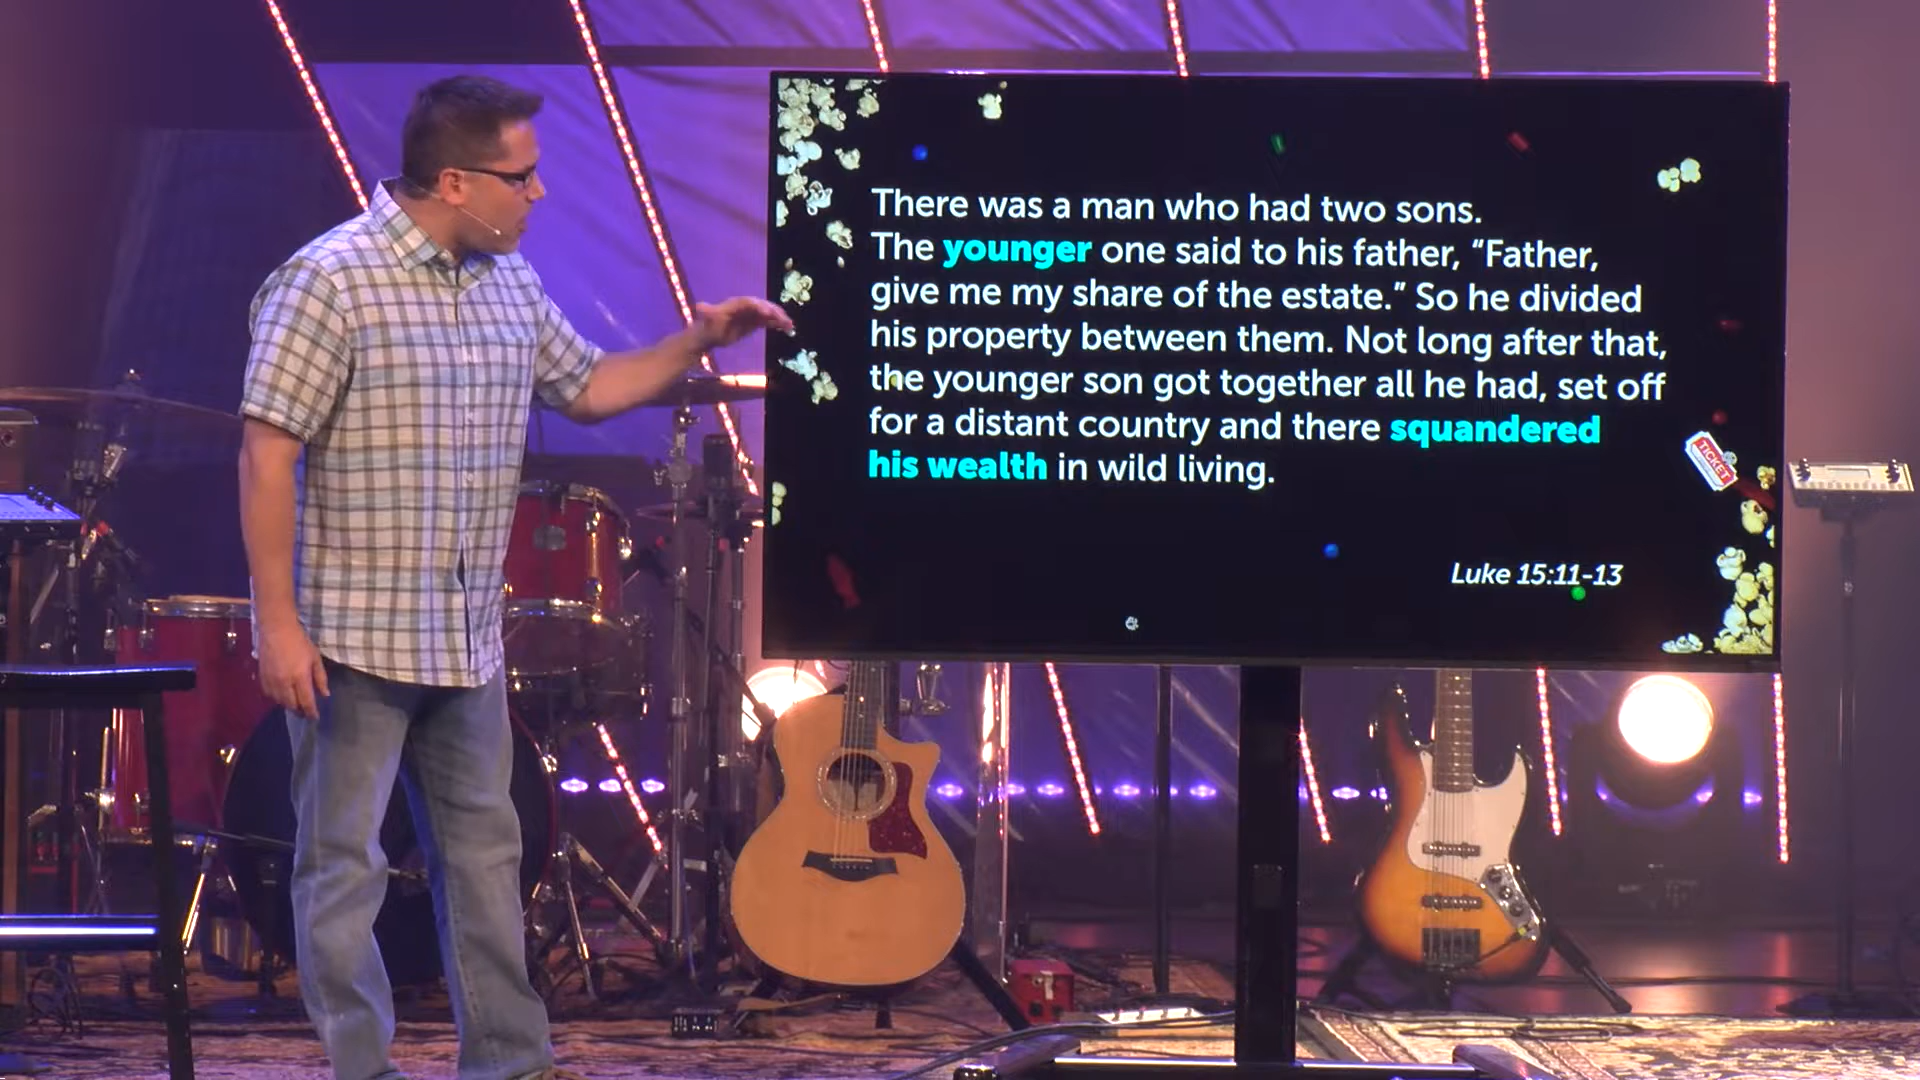 There was a man who had two sons.
The younger one said to his father, “Father,
give me my share of the estate.” So he divided
his property between them. Not long after that,
the younger son got together all he had, set off
for a distant country and there squandered
his wealth in wild living.
TICKET
Luke 15:11-13